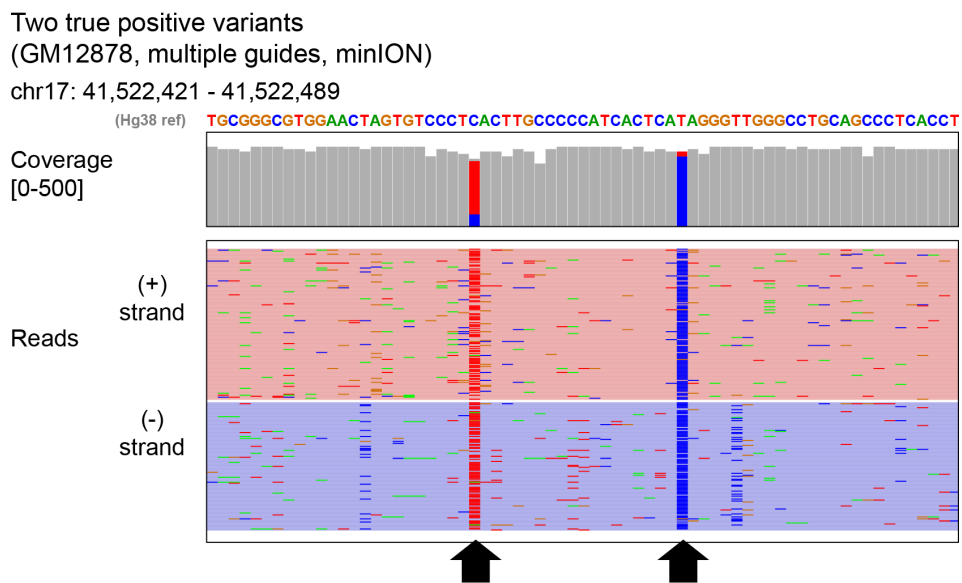 Two true positive variants
(GM12878, multiple guides, minION)
chr17: 41,522,421 - 41,522,489
(Hg38 ref) TGCGGGCGTGGAACTAGTGTCCCTCACTTGCCCCCATCACTCATAGGGTTGGGCCTGCAGCCCTCACCT
Coverage
[0-500]
(+)
strand
Reads
(-)
strand